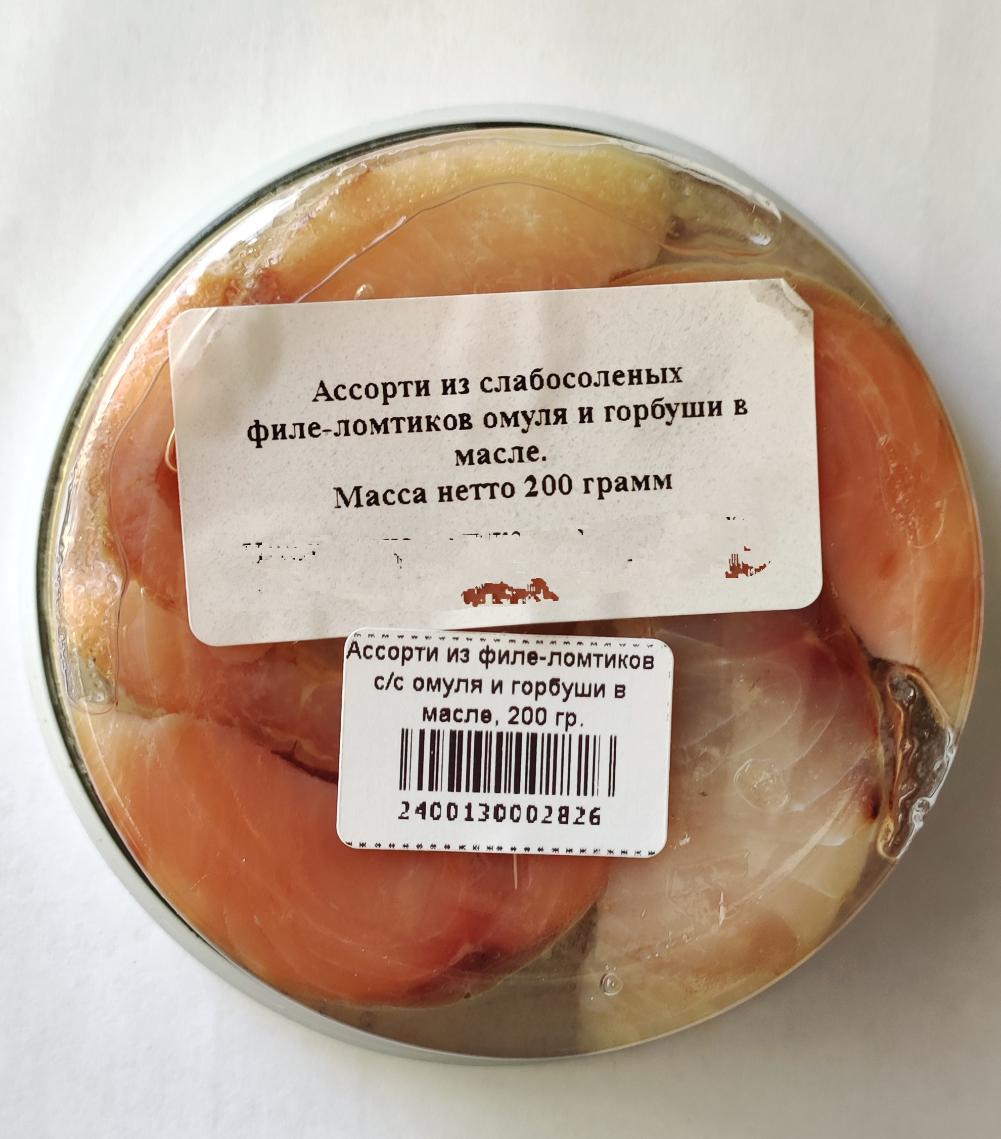 Ассорти из слабосоленых
филе-ломтиков омуля и горбуши в
масле.
Масса нетто 200 грамм
Ассорти из филе-ломтиков
с/с омуля и горбуши в
масле, 200 гр.
2400130002826